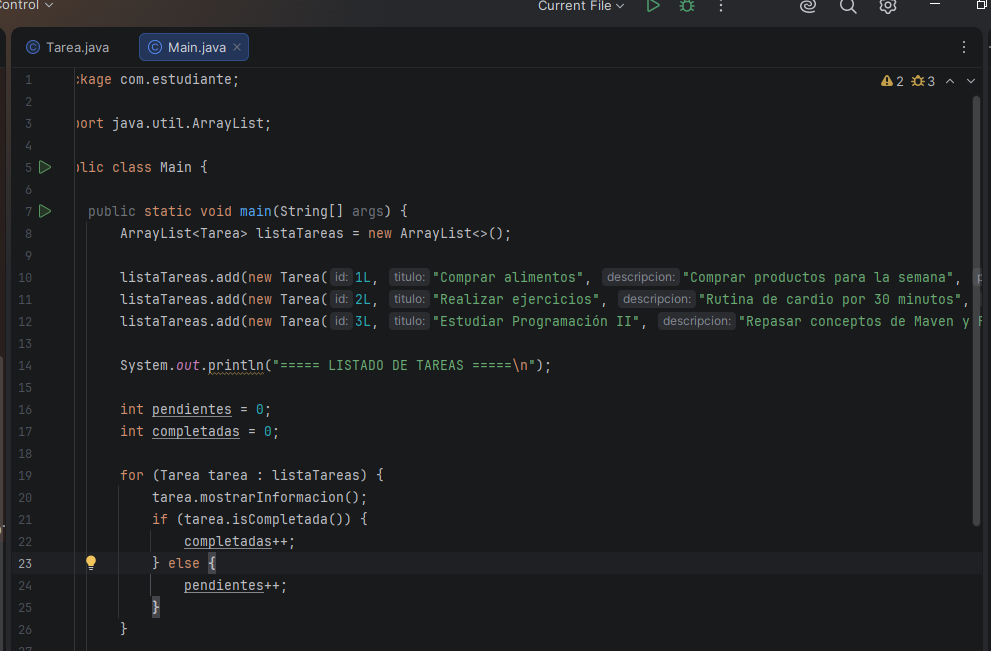 ontrol
Current File
Tarea.java
Main.java
2 3
1 ckage com.estudiante;
2
3 port java.util.ArrayList;
4
5 blic class Main {
6
7 public static void main(String[] args) {
8 ArrayList<Tarea> listaTareas = new ArrayList<>();
9
10 listaTareas.add(new Tarea( id: 1L, titulo: "Comprar alimentos", descripcion: "Comprar productos para la semana", p
11 listaTareas.add(new Tarea( id: 2L, titulo: "Realizar ejercicios", descripcion: "Rutina de cardio por 30 minutos",
12 listaTareas.add(new Tarea( id: 3L, titulo: "Estudiar Programación II", descripcion: "Repasar conceptos de Maven y
13
14 System.out.println("===== LISTADO DE TAREAS =====\n");
15
16 int pendientes = 0;
17 int completadas = 0;
18
19 for (Tarea tarea : listaTareas) {
20 tarea.mostrarInformacion();
21 if (tarea.isCompletada()) {
22 completadas++;
23 } else {
24 pendientes++;
25 }
26 }
27